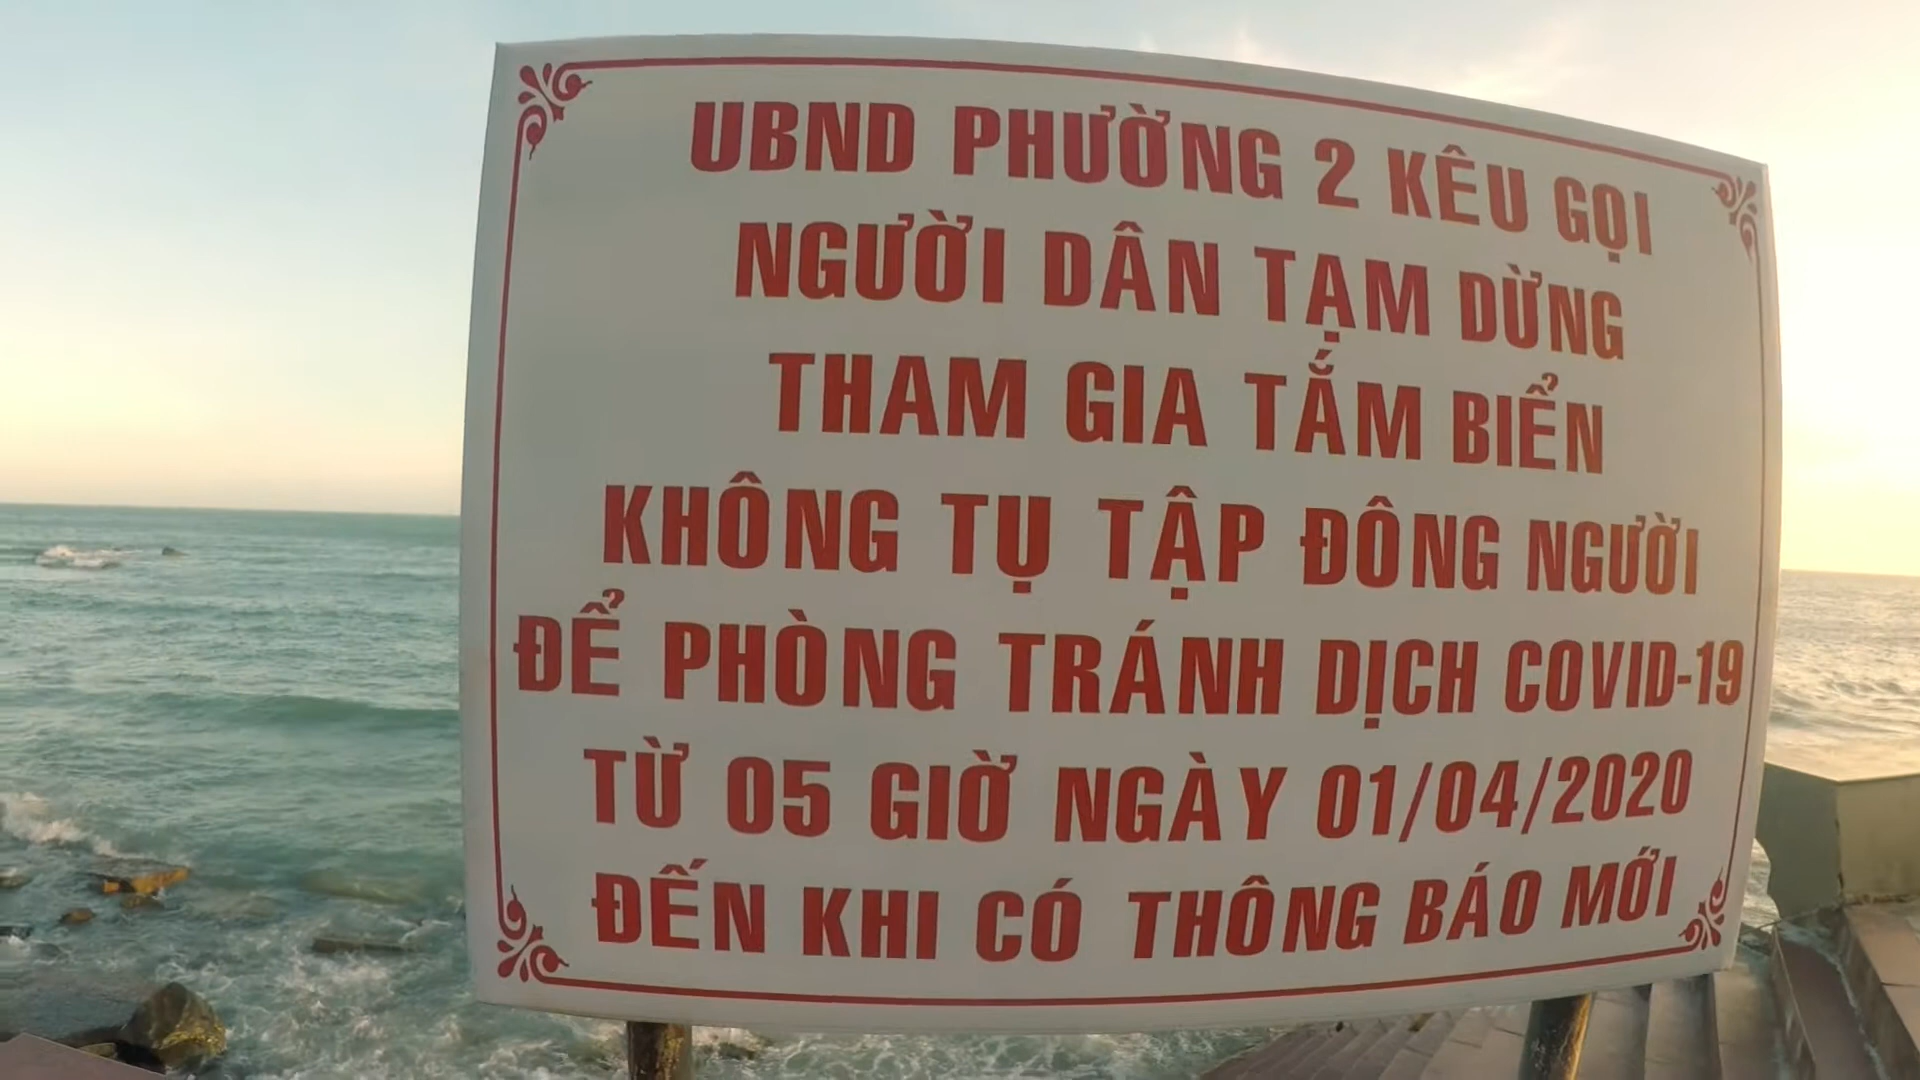 UBND PHƯỜNG 2 KÊU GỌI
NGƯỜI DÂN TẠM DỪNG
THAM GIA TẮM BIỂN
KHÔNG TỤ TẬP ĐÔNG NGƯỜI
ĐỂ PHÒNG TRÁNH DỊCH COVID-19
TỪ 05 GIỜ NGÀY 01/04/2020
ĐẾN KHI CÓ THÔNG BÁO MỚI